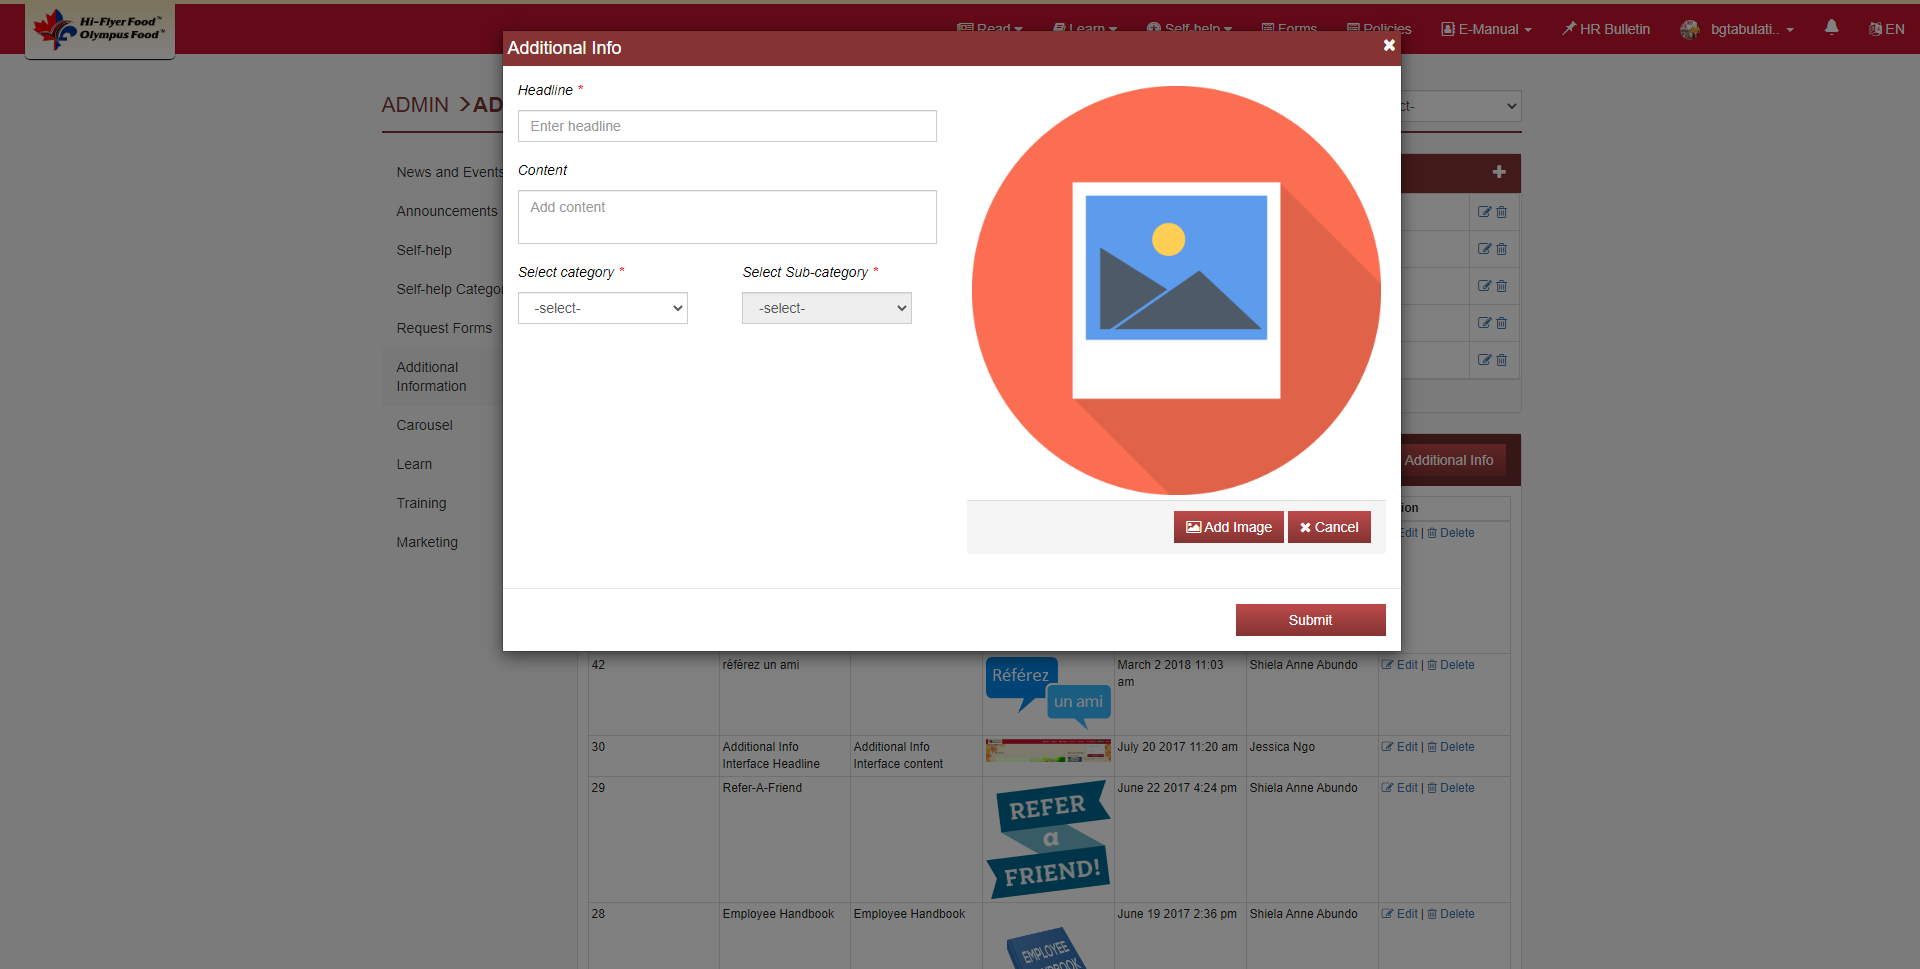 Hi-Flyer Food™
Olympus Food™
Read
Learn
Self-help
Forms
Policies
E-Manual
HR Bulletin
bgtabulati..
EN
ADMIN >AD
ct-
Additional Info
Headline *
Enter headline
Content
Add content
Select category *
Select Sub-category *
-select-
-select-
Add Image
Cancel
Submit
News and Events
Announcements
Self-help
Self-help Catego
Request Forms
Additional
Information
Carousel
Learn
Training
Marketing
Additional Info
ion
Edit | Delete
42
référez un ami
Référez
un ami
March 2 2018 11:03
am
Shiela Anne Abundo
Edit | Delete
30
Additional Info
Interface Headline
Additional Info
Interface content
July 20 2017 11:20 am
Jessica Ngo
Edit | Delete
29
Refer-A-Friend
REFER
a
FRIEND!
June 22 2017 4:24 pm
Shiela Anne Abundo
Edit | Delete
28
Employee Handbook
Employee Handbook
EMPLOYEE
June 19 2017 2:36 pm
Shiela Anne Abundo
Edit | Delete